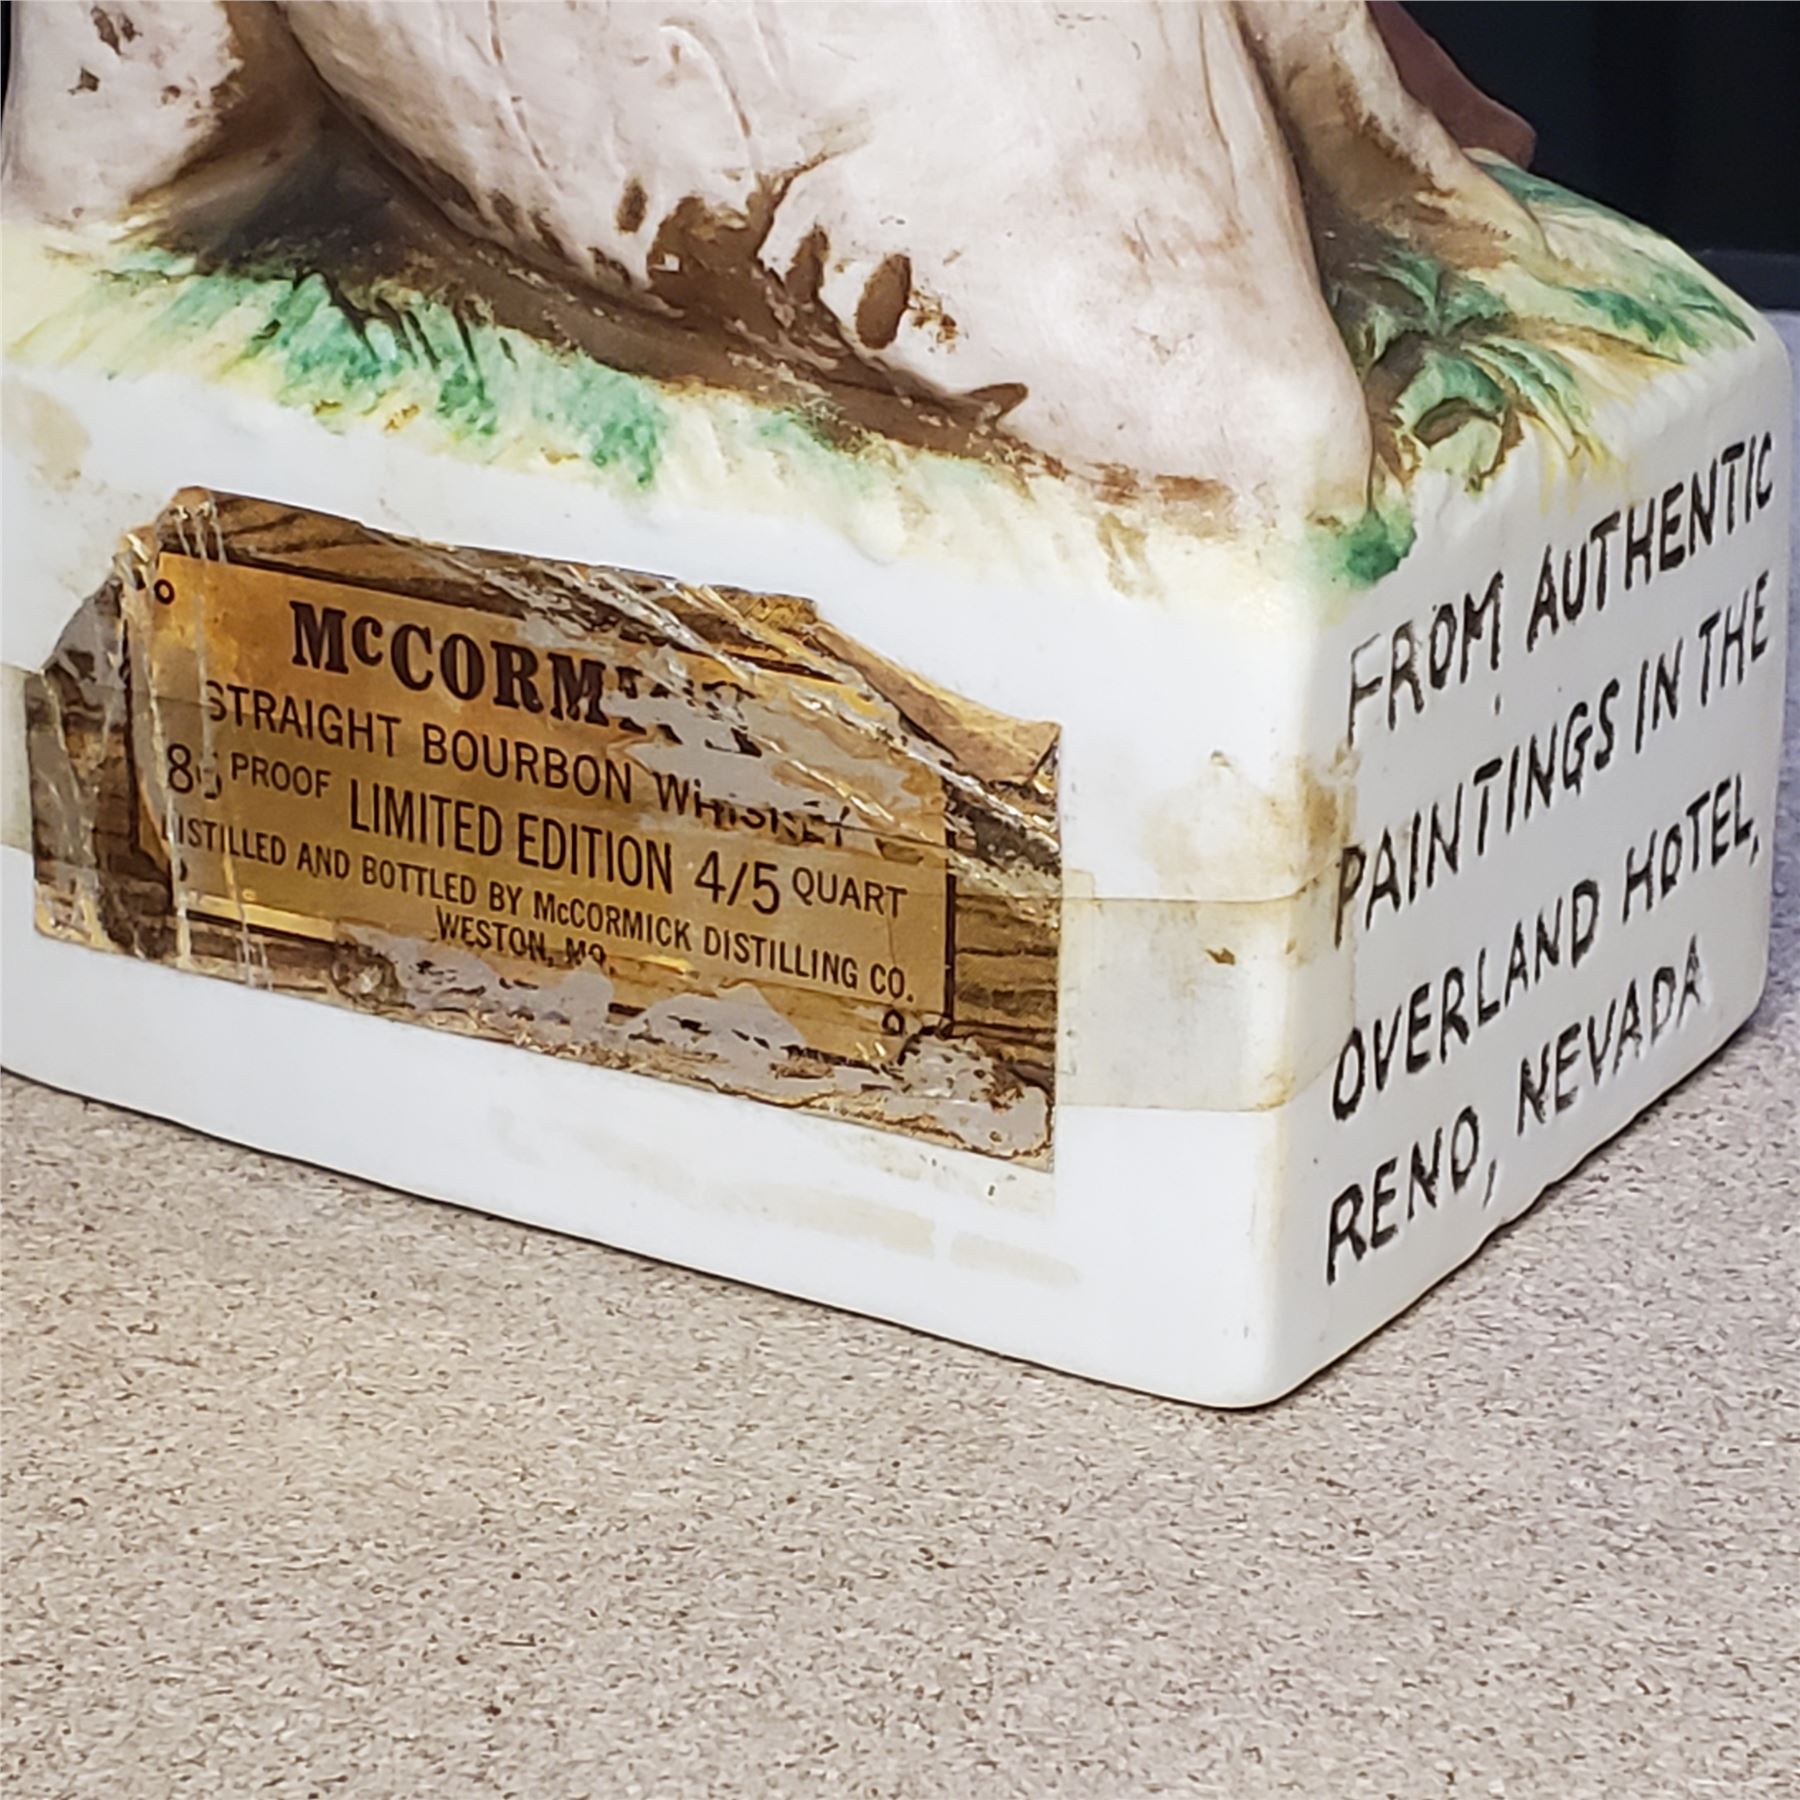 McCORMICK
STRAIGHT BOURBON WHISKEY
PROOF LIMITED EDITION 4/5 QUART
DISTILLED AND BOTTLED BY McCORMICK DISTILLING CO.
WESTON, MO.
FROM AUTHENTIC
PAINTINGS IN THE
OVERLAND HOTEL,
RENO, NEVADA